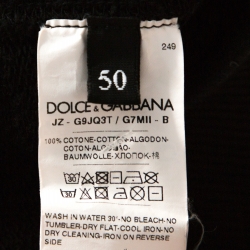 249
50
DOLCE & GABBANA
JZ - G9JQ3T / G7MII - B
100% COTONE-COTTON-ALGODON-
COTON-ALGODÃO-
BAUMWOLLE-ХЛОПОК-棉
WASH IN WATER 30°-NO BLEACH-NO
TUMBLER-DRY FLAT-COOL IRON-NO
DRY CLEANING-IRON ON REVERSE
SIDE